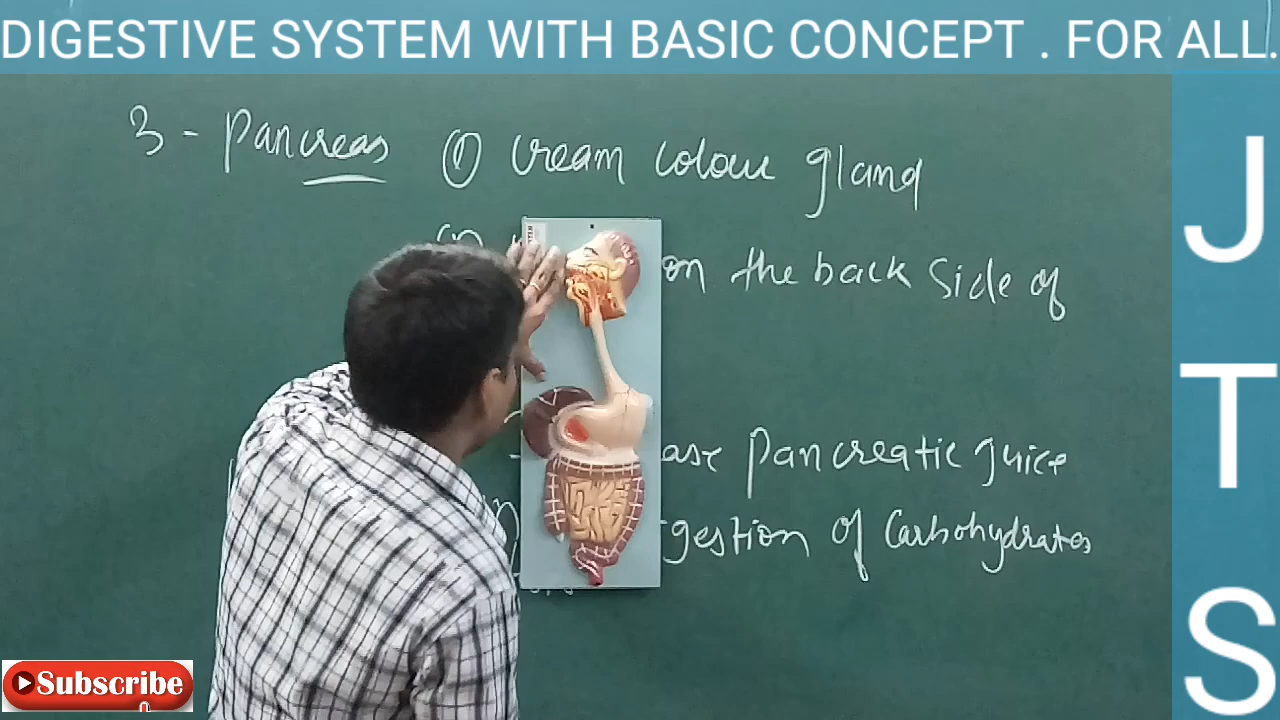 DIGESTIVE SYSTEM WITH BASIC CONCEPT . FOR ALL.
3 - Pancreas ① Cream colour gland
on the back side of
Pancreatic juice
of Carbohydrates
J
T
S
Subscribe